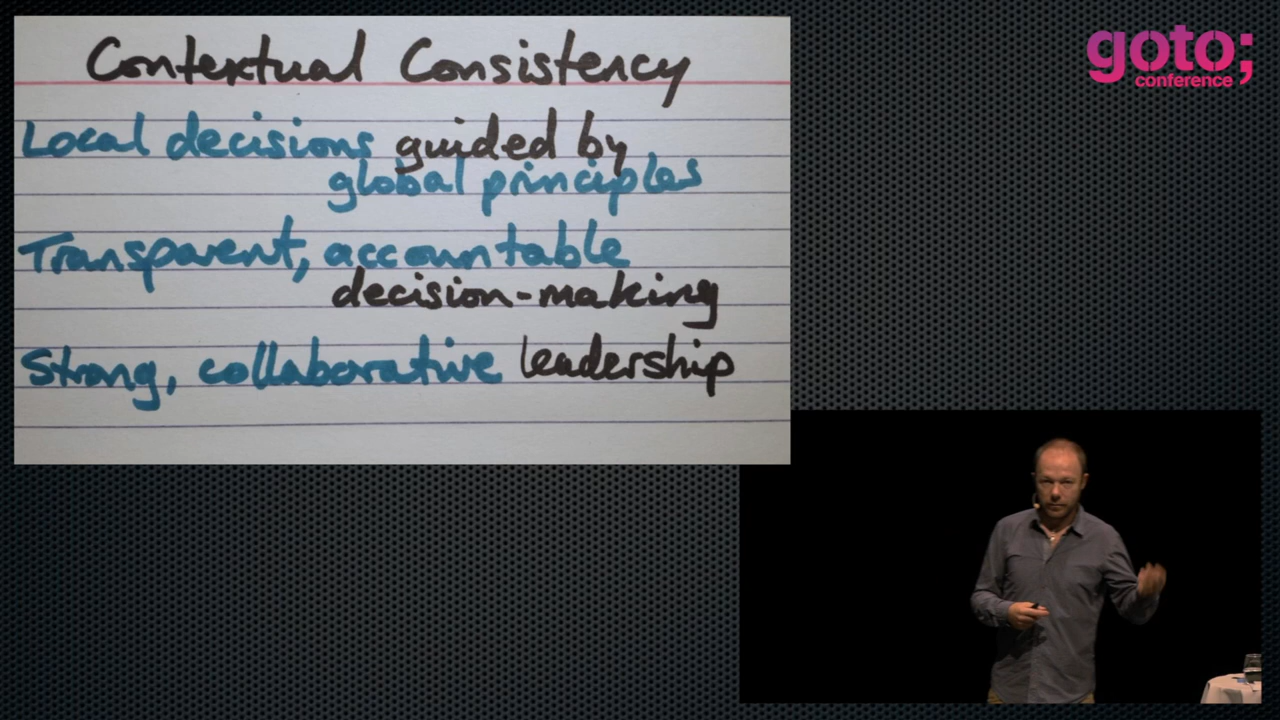 Contextual Consistency
Local decisions guided by
global principles
Transparent, accountable
decision-making
Strong, collaborative leadership
goto;
conference